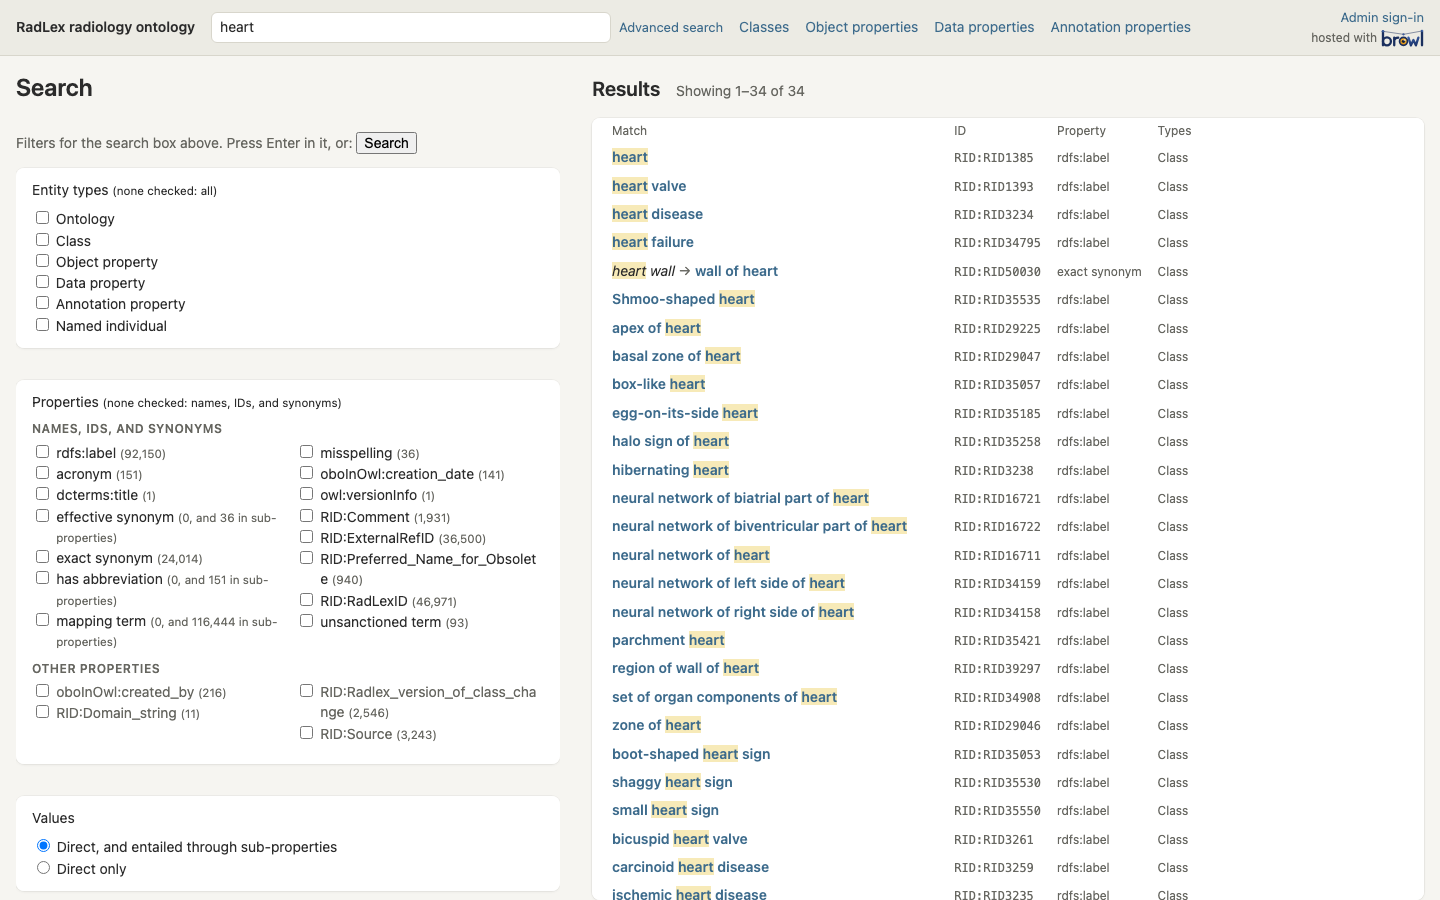 RadLex radiology ontology
heart
Advanced search
Classes
Object properties
Data properties
Annotation properties
Admin sign-in
hosted with browl
Search
Filters for the search box above. Press Enter in it, or: Search
Entity types (none checked: all)
Ontology
Class
Object property
Data property
Annotation property
Named individual
Properties (none checked: names, IDs, and synonyms)
NAMES, IDS, AND SYNONYMS
rdfs:label (92,150)
acronym (151)
dcterms:title (1)
effective synonym (0, and 36 in sub-
properties)
exact synonym (24,014)
has abbreviation (0, and 151 in sub-
properties)
mapping term (0, and 116,444 in sub-
properties)
misspelling (36)
oboInOwl:creation_date (141)
owl:versionInfo (1)
RID:Comment (1,931)
RID:ExternalRefID (36,500)
RID:Preferred_Name_for_Obsolet
e (940)
RID:RadLexID (46,971)
unsanctioned term (93)
OTHER PROPERTIES
oboInOwl:created_by (216)
RID:Domain_string (11)
RID:Radlex_version_of_class_cha
nge (2,546)
RID:Source (3,243)
Values
Direct, and entailed through sub-properties
Direct only
Results Showing 1–34 of 34
Match ID Property Types
heart RID:RID1385 rdfs:label Class
heart valve RID:RID1393 rdfs:label Class
heart disease RID:RID3234 rdfs:label Class
heart failure RID:RID34795 rdfs:label Class
heart wall → wall of heart RID:RID50030 exact synonym Class
Shmoo-shaped heart RID:RID35535 rdfs:label Class
apex of heart RID:RID29225 rdfs:label Class
basal zone of heart RID:RID29047 rdfs:label Class
box-like heart RID:RID35057 rdfs:label Class
egg-on-its-side heart RID:RID35185 rdfs:label Class
halo sign of heart RID:RID35258 rdfs:label Class
hibernating heart RID:RID3238 rdfs:label Class
neural network of biatrial part of heart RID:RID16721 rdfs:label Class
neural network of biventricular part of heart RID:RID16722 rdfs:label Class
neural network of heart RID:RID16711 rdfs:label Class
neural network of left side of heart RID:RID34159 rdfs:label Class
neural network of right side of heart RID:RID34158 rdfs:label Class
parchment heart RID:RID35421 rdfs:label Class
region of wall of heart RID:RID39297 rdfs:label Class
set of organ components of heart RID:RID34908 rdfs:label Class
zone of heart RID:RID29046 rdfs:label Class
boot-shaped heart sign RID:RID35053 rdfs:label Class
shaggy heart sign RID:RID35530 rdfs:label Class
small heart sign RID:RID35550 rdfs:label Class
bicuspid heart valve RID:RID3261 rdfs:label Class
carcinoid heart disease RID:RID3259 rdfs:label Class
ischemic heart disease RID:RID3235 rdfs:label Class